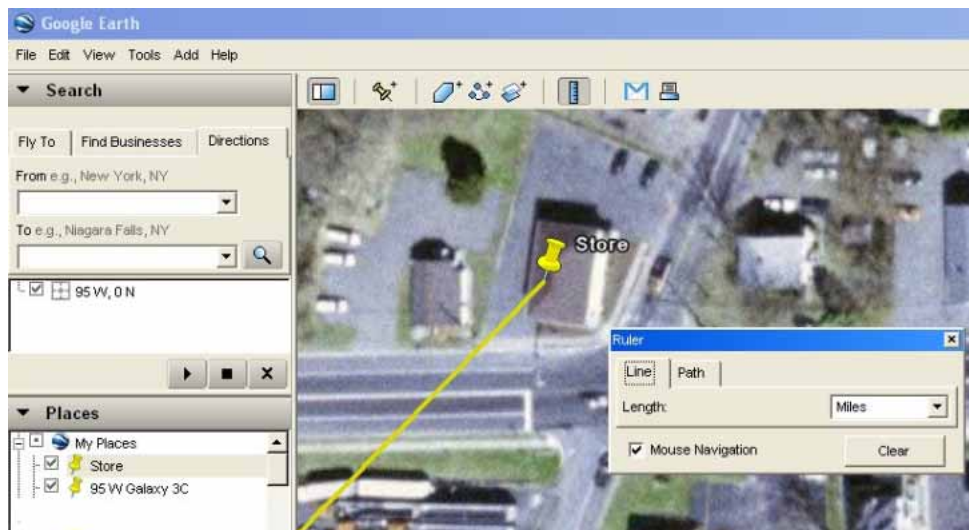 Google Earth
File Edit View Tools Add Help
Search
Fly To Find Businesses Directions
From e.g., New York, NY
To e.g., Niagara Falls, NY
95 W, 0 N
Places
My Places
Store
95 W Galaxy 3C
Store
Ruler
Line Path
Length: Miles
Mouse Navigation Clear